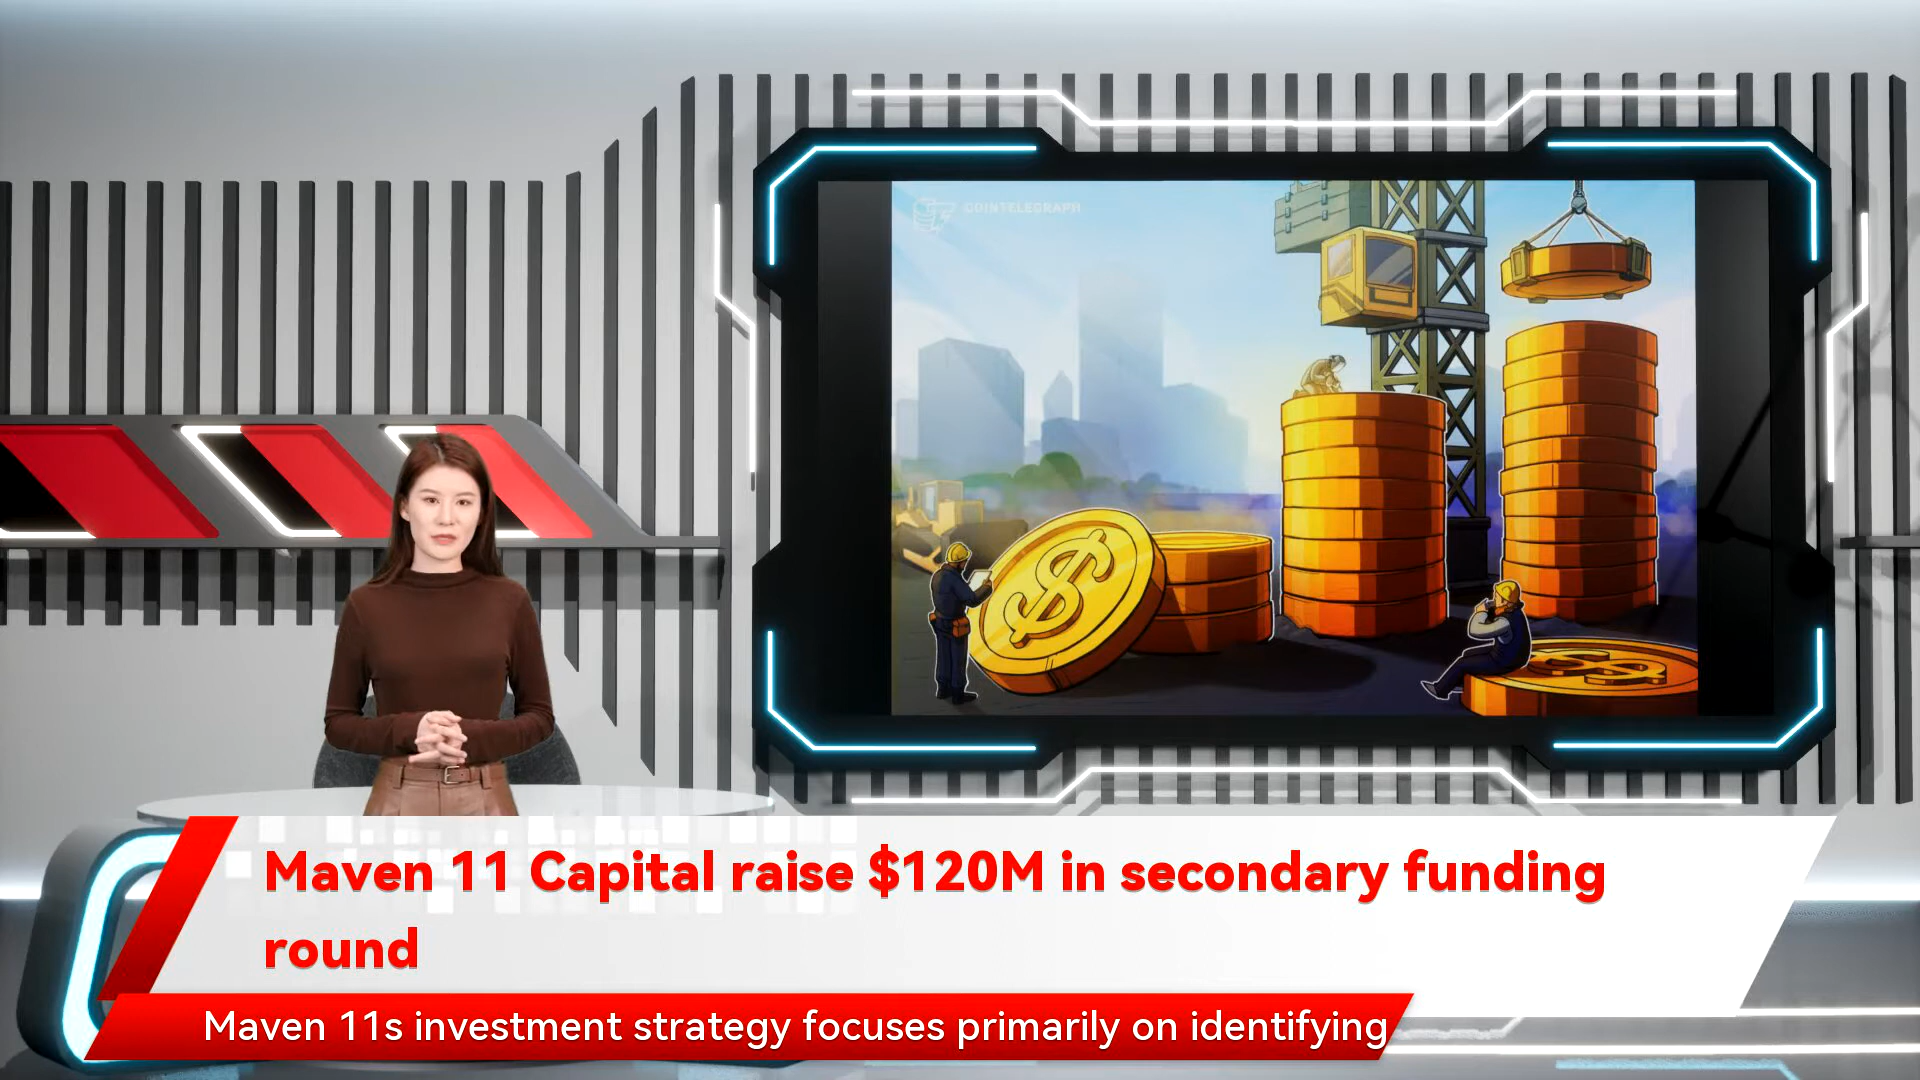 COINTELEGRAPH
Maven 11 Capital raise $120M in secondary funding
round
Maven 11s investment strategy focuses primarily on identifying